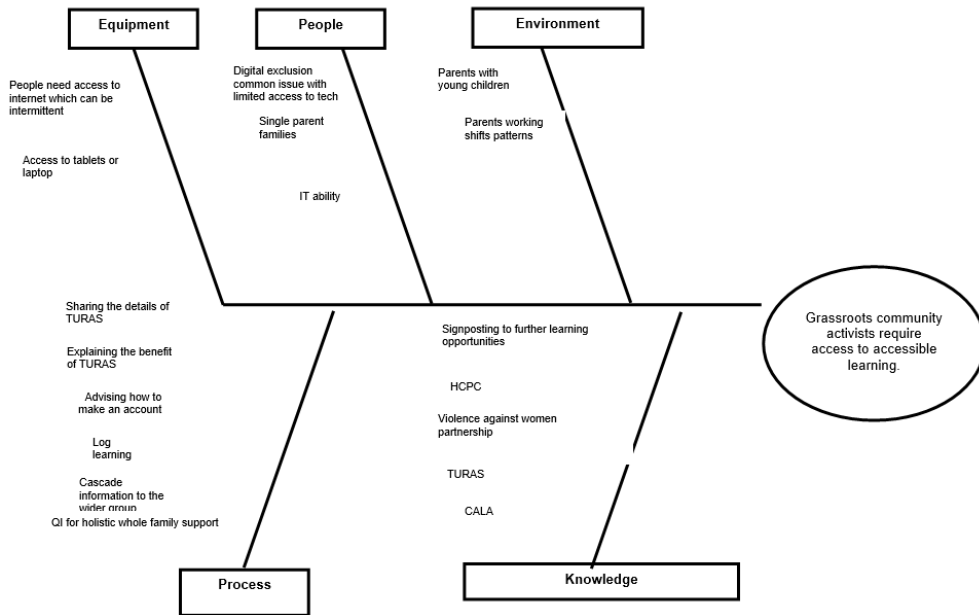 Equipment
People
Environment
People need access to
internet which can be
intermittent
Access to tablets or
laptop
Digital exclusion
common issue with
limited access to tech
Single parent
families
IT ability
Parents with
young children
Parents working
shifts patterns
Grassroots community
activists require
access to accessible
learning.
Sharing the details of
TURAS
Explaining the benefit
of TURAS
Advising how to
make an account
Log
learning
Cascade
information to the
wider group
QI for holistic whole family support
Signposting to further learning
opportunities
HCPC
Violence against women
partnership
TURAS
CALA
Process
Knowledge